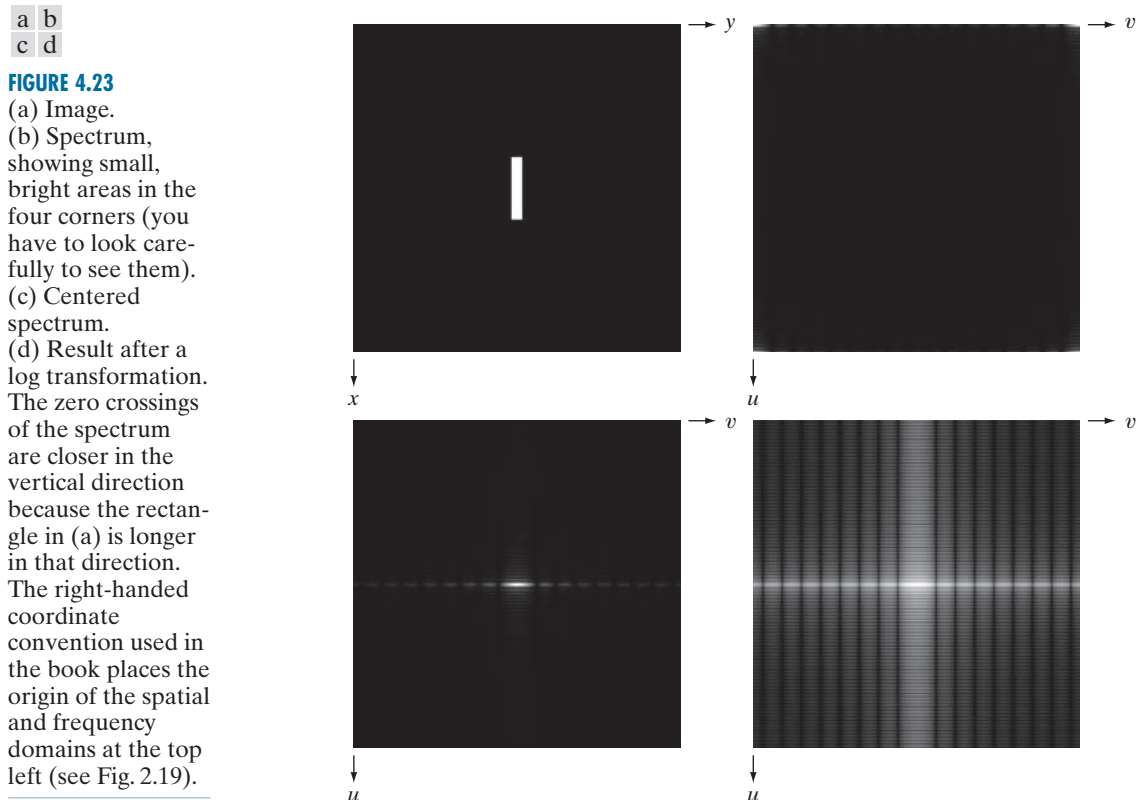 a b
c d
FIGURE 4.23
(a) Image.
(b) Spectrum,
showing small,
bright areas in the
four corners (you
have to look care-
fully to see them).
(c) Centered
spectrum.
(d) Result after a
log transformation.
The zero crossings
of the spectrum
are closer in the
vertical direction
because the rectan-
gle in (a) is longer
in that direction.
The right-handed
coordinate
convention used in
the book places the
origin of the spatial
and frequency
domains at the top
left (see Fig. 2.19).
y
v
x
u
v
v
u
u